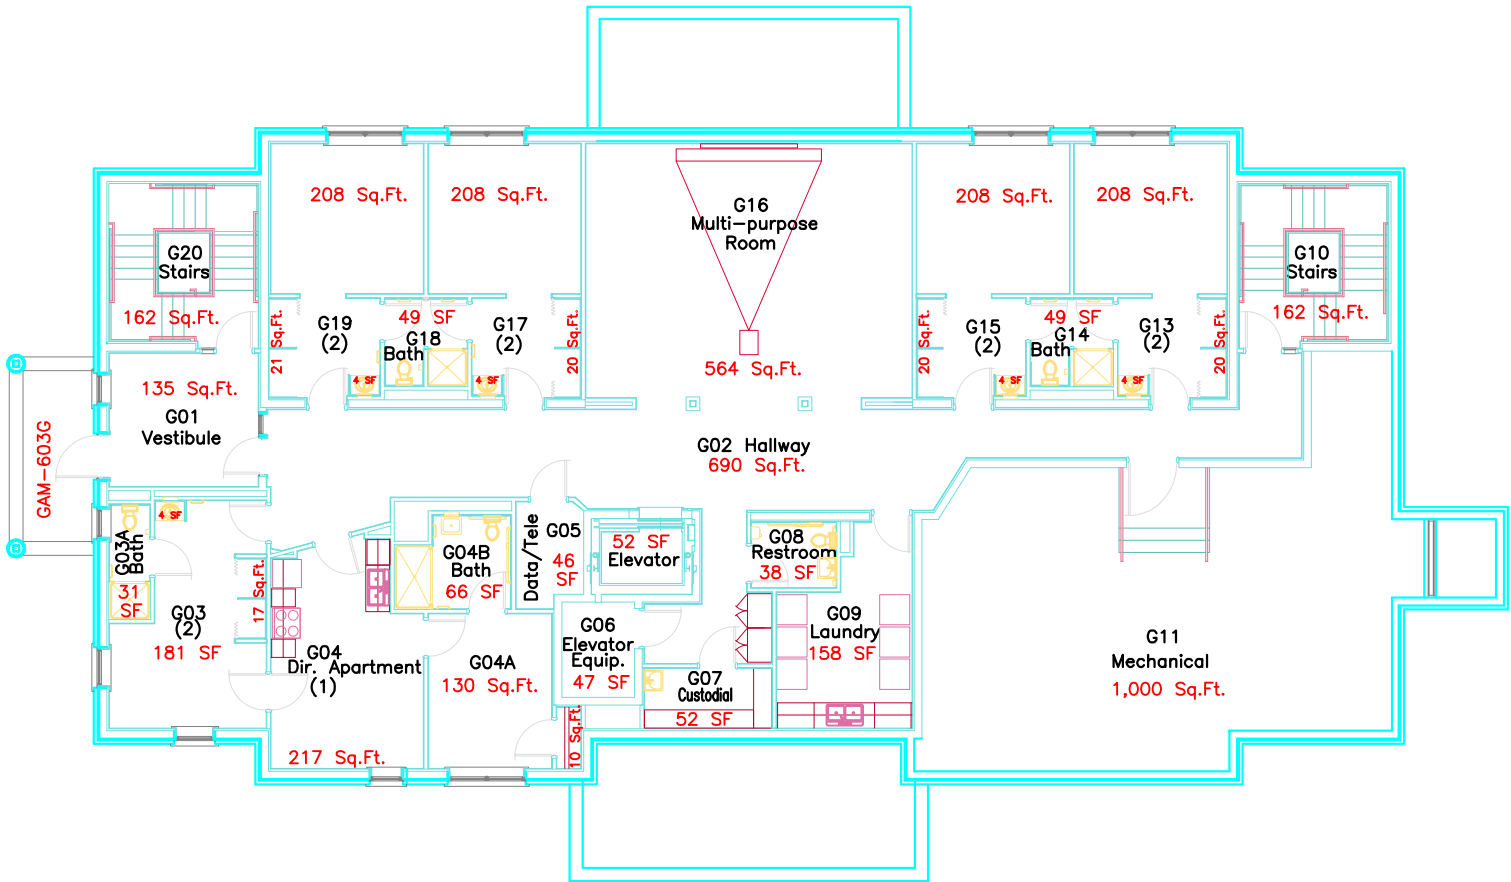 208 Sq.Ft.
208 Sq.Ft.
G16
Multi-purpose
Room
208 Sq.Ft.
208 Sq.Ft.
G20
Stairs
162 Sq.Ft.
G10
Stairs
162 Sq.Ft.
21 Sq.Ft.
G19
(2)
49 SF
G18
Bath
G17
(2)
20 Sq.Ft.
4 SF
4 SF
564 Sq.Ft.
20 Sq.Ft.
G15
(2)
49 SF
G14
Bath
G13
(2)
20 Sq.Ft.
4 SF
4 SF
135 Sq.Ft.
G01
Vestibule
GAM-603G
G02 Hallway
690 Sq.Ft.
4 SF
G03A
Bath
31
SF
G03
(2)
181 SF
17 Sq.Ft.
G04
Dir. Apartment
(1)
217 Sq.Ft.
G04B
Bath
66 SF
G04A
130 Sq.Ft.
10 Sq.Ft.
Data/Tele
G05
46
SF
52 SF
Elevator
G06
Elevator
Equip.
47 SF
G07
Custodial
52 SF
G08
Restroom
38 SF
G09
Laundry
158 SF
G11
Mechanical
1,000 Sq.Ft.